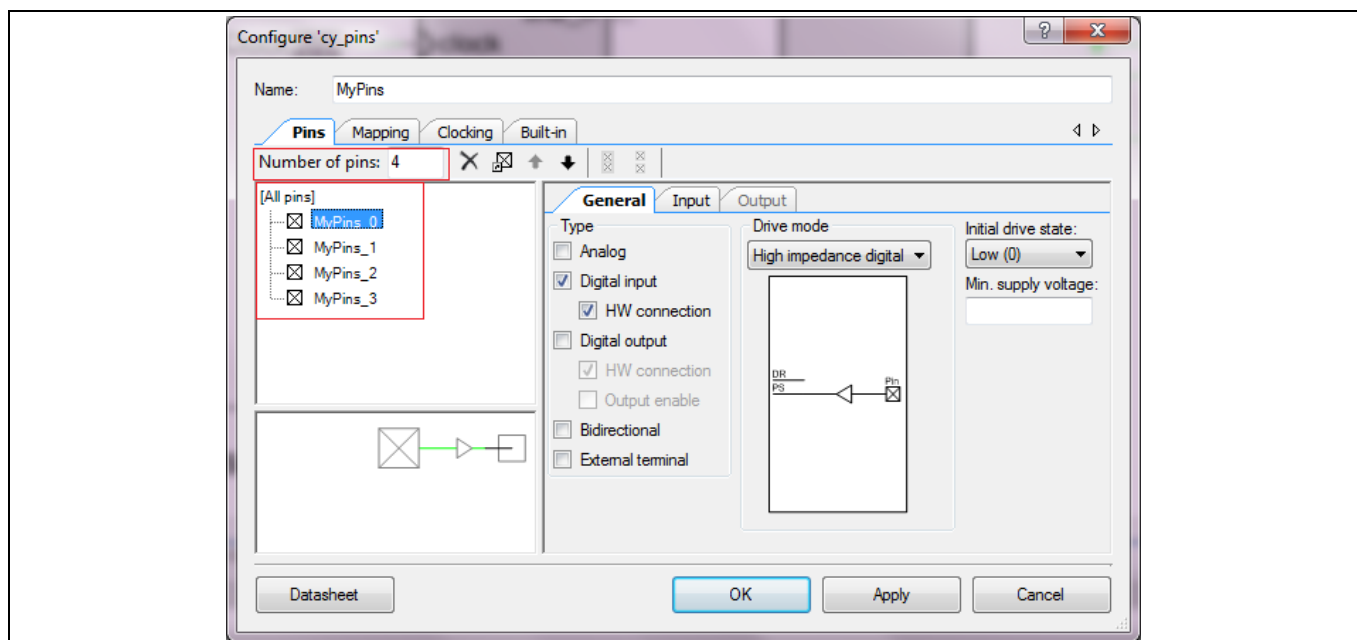 Configure 'cy_pins'
clock
Name: MyPins
Pins Mapping Clocking Built-in
Number of pins: 4
[All pins]
MyPins_0
MyPins_1
MyPins_2
MyPins_3
General Input Output
Type
Analog
Digital input
HW connection
Digital output
HW connection
Output enable
Bidirectional
External terminal
Drive mode
High impedance digital
DR
PS
Pin
Initial drive state:
Low (0)
Min. supply voltage:
Datasheet OK Apply Cancel